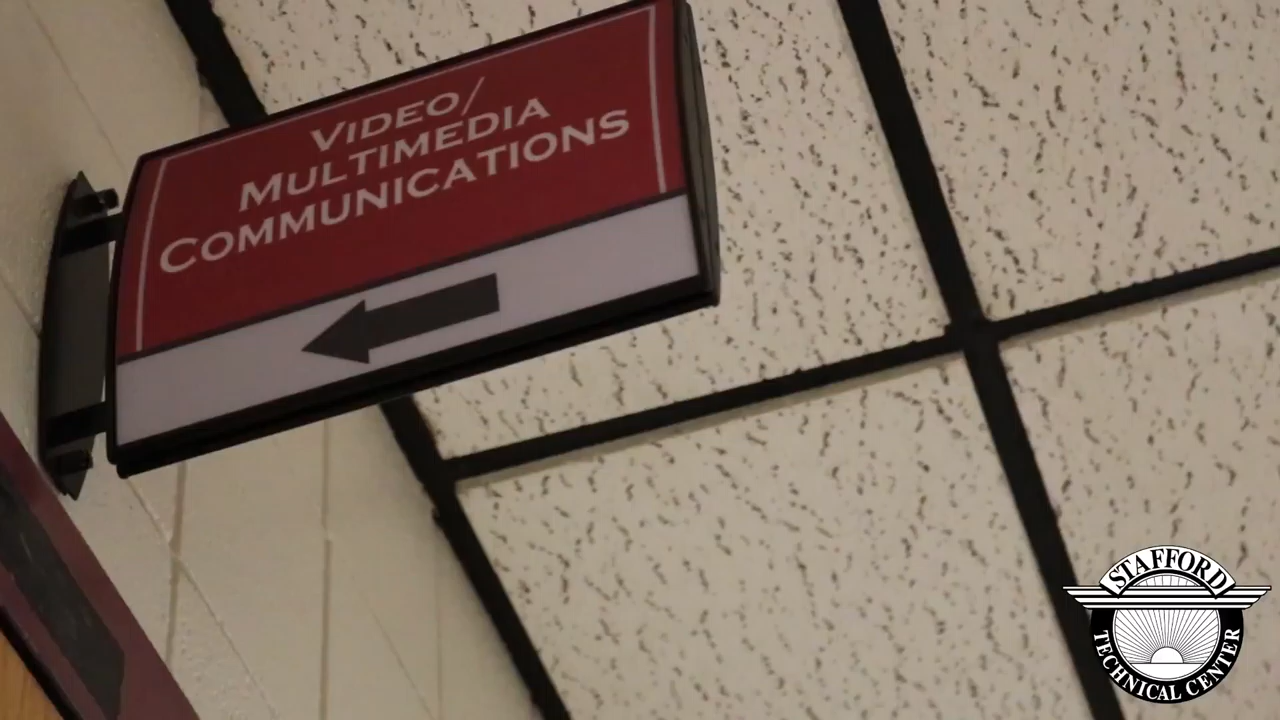 VIDEO/
MULTIMEDIA
COMMUNICATIONS
STAFFORD
TECHNICAL CENTER